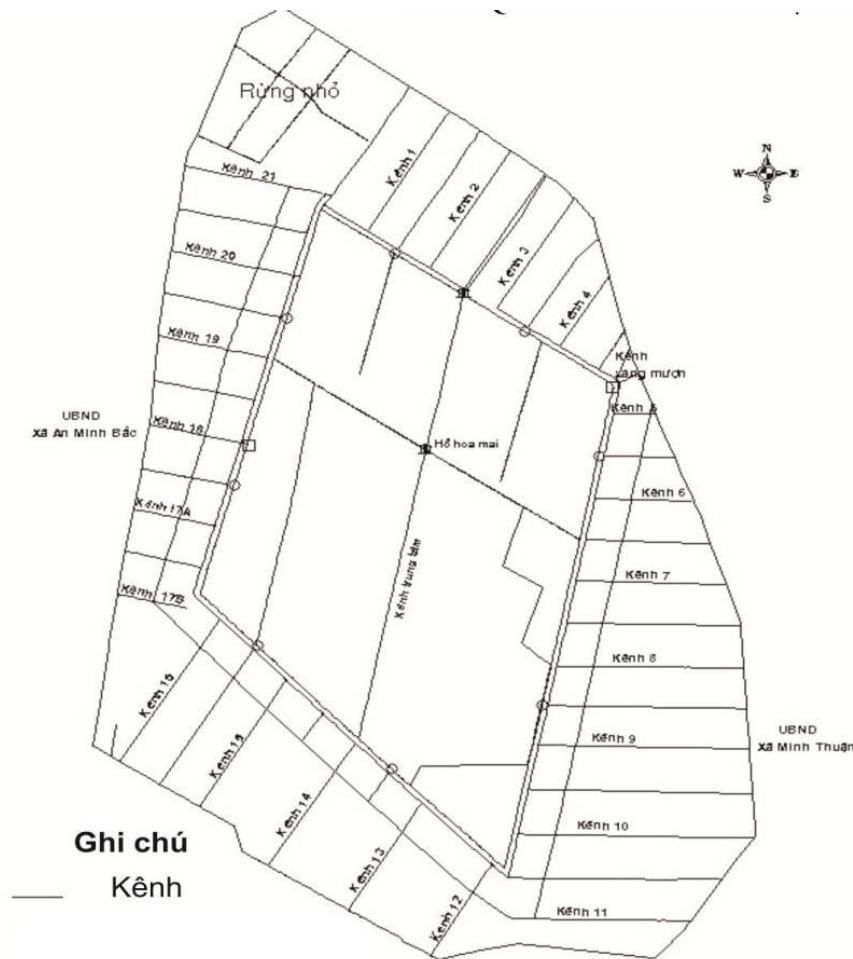 Rừng nhỏ
Kênh 1
Kênh 2
Kênh 3
Kênh 4
Kênh
xáng mượn
Kênh 5
Kênh 6
Kênh 7
Kênh 8
Kênh 9
Kênh 10
Kênh 11
Kênh 12
Kênh 13
Kênh 14
Kênh 16
Kênh 15
Kênh 17B
Kênh 17A
Kênh 18
Kênh 19
Kênh 20
Kênh 21
Hồ hoa mai
Kênh trung tâm
UBND
Xã An Minh Bắc
UBND
Xã Minh Thuận
N
W
E
S
Ghi chú
Kênh